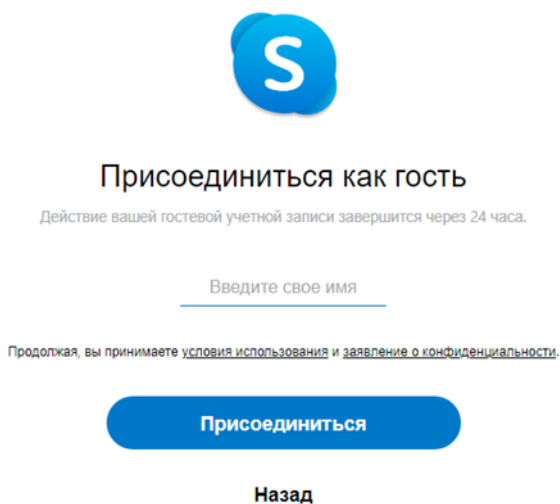 S
Присоединиться как гость
Действие вашей гостевой учетной записи завершится через 24 часа.
Введите свое имя
Продолжая, вы принимаете условия использования и заявление о конфиденциальности.
Присоединиться
Назад